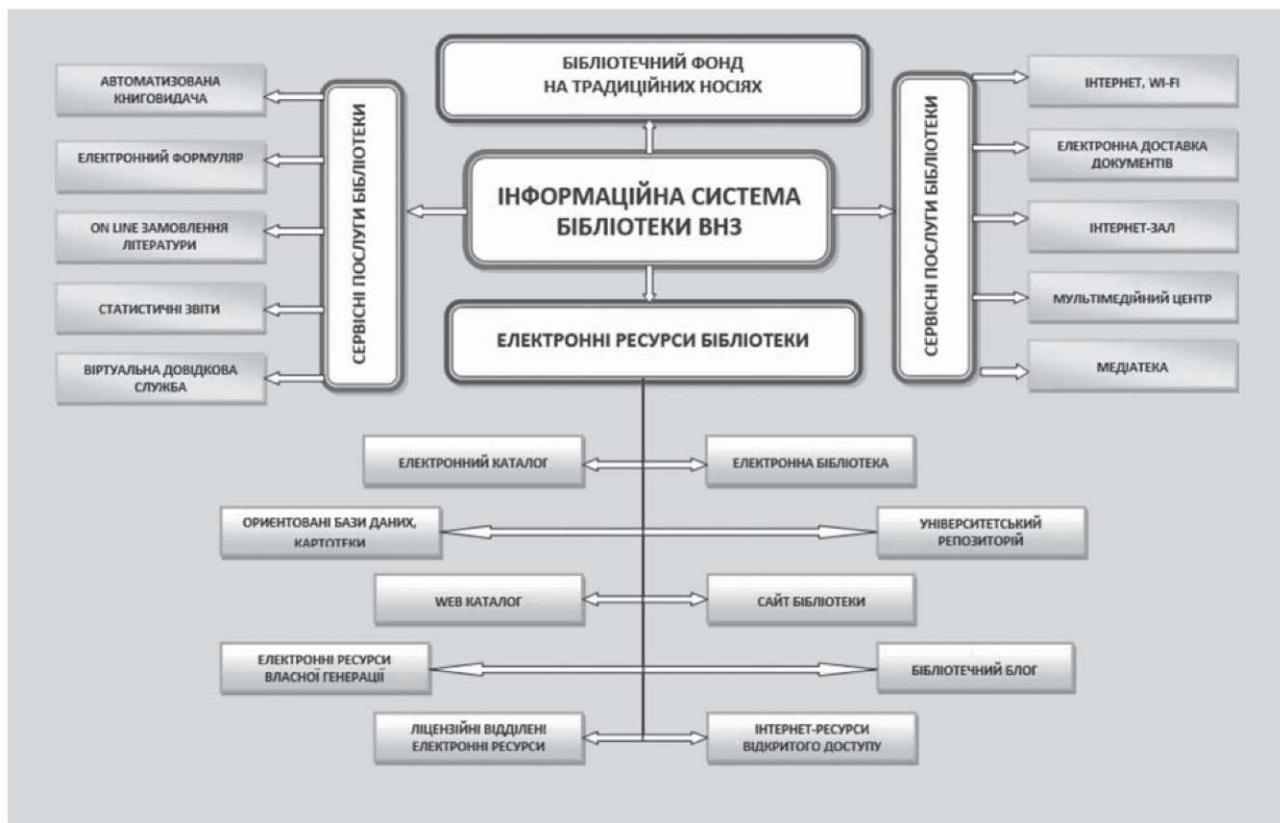 БІБЛІОТЕЧНИЙ ФОНД
НА ТРАДИЦІЙНИХ НОСІЯХ
ІНФОРМАЦІЙНА СИСТЕМА
БІБЛІОТЕКИ ВНЗ
СЕРВІСНІ ПОСЛУГИ БІБЛІОТЕКИ
АВТОМАТИЗОВАНА
КНИГОВИДАЧА
ЕЛЕКТРОННИЙ ФОРМУЛЯР
ON LINE ЗАМОВЛЕННЯ
ЛІТЕРАТУРИ
СТАТИСТИЧНІ ЗВІТИ
ВІРТУАЛЬНА ДОВІДКОВА
СЛУЖБА
СЕРВІСНІ ПОСЛУГИ БІБЛІОТЕКИ
ІНТЕРНЕТ, WI-FI
ЕЛЕКТРОННА ДОСТАВКА
ДОКУМЕНТІВ
ІНТЕРНЕТ-ЗАЛ
МУЛЬТІМЕДІЙНИЙ ЦЕНТР
МЕДІАТЕКА
ЕЛЕКТРОННІ РЕСУРСИ БІБЛІОТЕКИ
ЕЛЕКТРОННИЙ КАТАЛОГ
ЕЛЕКТРОННА БІБЛІОТЕКА
ОРИЄНТОВАНІ БАЗИ ДАНИХ,
КАРТОТЕКИ
УНІВЕРСИТЕТСЬКИЙ
РЕПОЗИТОРІЙ
WEB КАТАЛОГ
САЙТ БІБЛІОТЕКИ
ЕЛЕКТРОННІ РЕСУРСИ
ВЛАСНОЇ ГЕНЕРАЦІЇ
БІБЛІОТЕЧНИЙ БЛОГ
ЛІЦЕНЗІЙНІ ВІДДІЛЕНІ
ЕЛЕКТРОННІ РЕСУРСИ
ІНТЕРНЕТ-РЕСУРСИ
ВІДКРИТОГО ДОСТУПУ